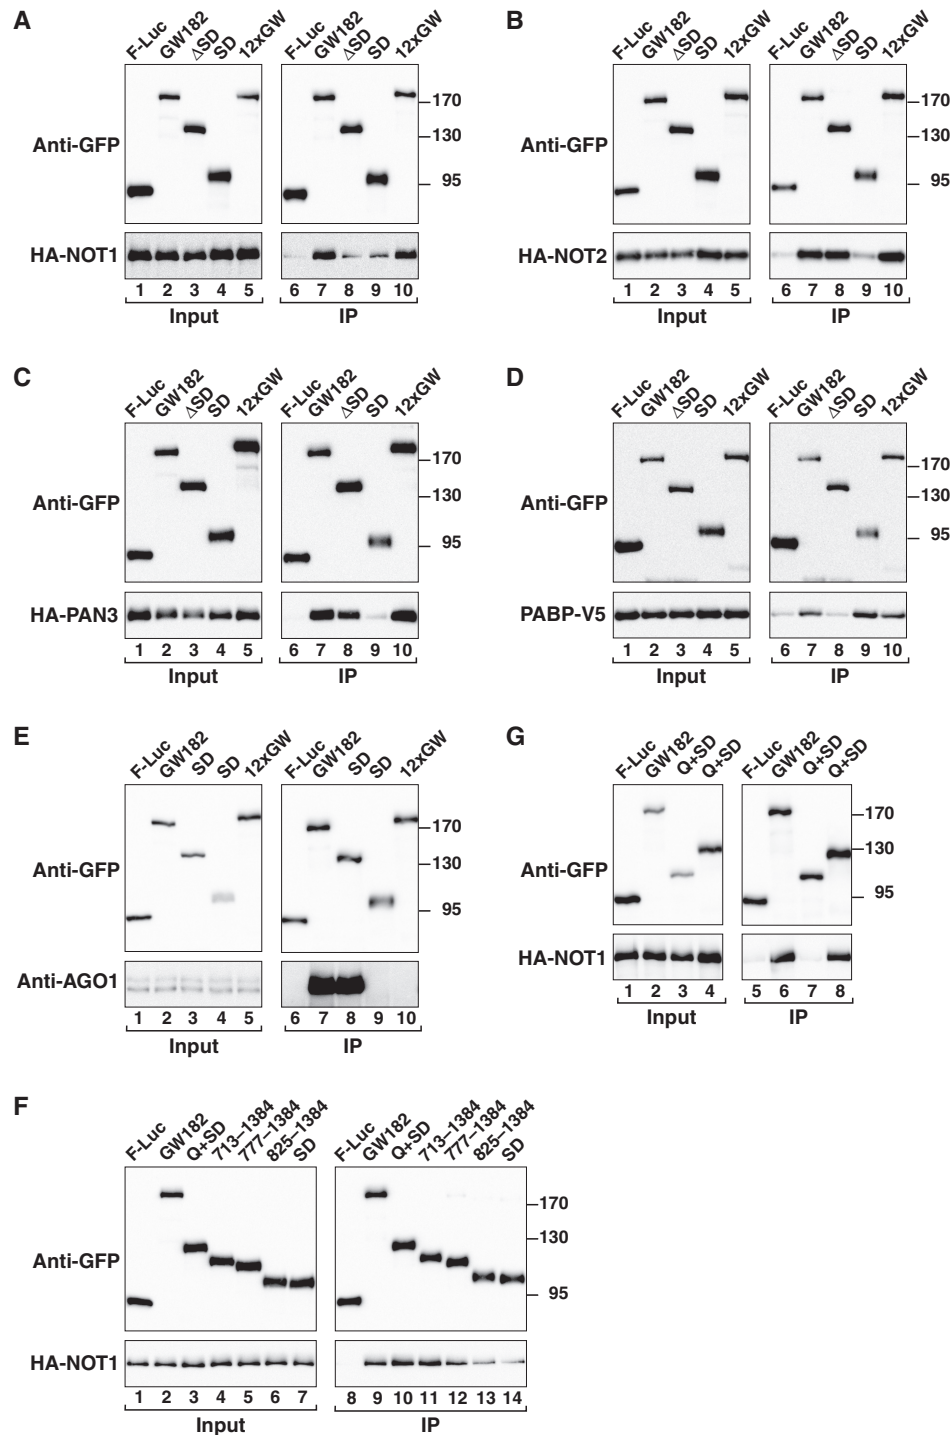 A
F-Luc GW182 ΔSD SD 12xGW F-Luc GW182 ΔSD SD 12xGW
Anti-GFP
170
130
95
HA-NOT1
1 2 3 4 5 6 7 8 9 10
Input IP
B
F-Luc GW182 ΔSD SD 12xGW F-Luc GW182 ΔSD SD 12xGW
Anti-GFP
170
130
95
HA-NOT2
1 2 3 4 5 6 7 8 9 10
Input IP
C
F-Luc GW182 ΔSD SD 12xGW F-Luc GW182 ΔSD SD 12xGW
Anti-GFP
170
130
95
HA-PAN3
1 2 3 4 5 6 7 8 9 10
Input IP
D
F-Luc GW182 ΔSD SD 12xGW F-Luc GW182 ΔSD SD 12xGW
Anti-GFP
170
130
95
PABP-V5
1 2 3 4 5 6 7 8 9 10
Input IP
E
F-Luc GW182 SD SD 12xGW F-Luc GW182 SD SD 12xGW
Anti-GFP
170
130
95
Anti-AGO1
1 2 3 4 5 6 7 8 9 10
Input IP
G
F-Luc GW182 Q+SD Q+SD F-Luc GW182 Q+SD Q+SD
Anti-GFP
170
130
95
HA-NOT1
1 2 3 4 5 6 7 8
Input IP
F
F-Luc GW182 Q+SD 713–1384 777–1384 825–1384 SD F-Luc GW182 Q+SD 713–1384 777–1384 825–1384 SD
Anti-GFP
170
130
95
HA-NOT1
1 2 3 4 5 6 7 8 9 10 11 12 13 14
Input IP